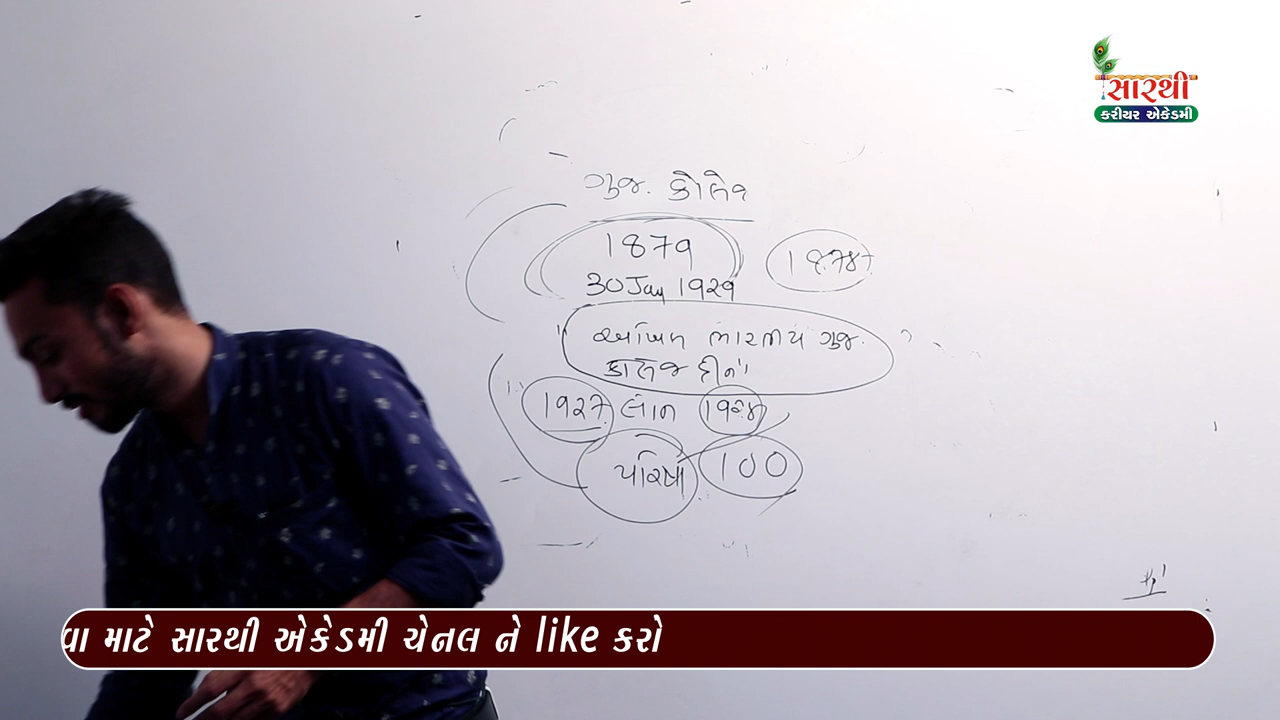 સારથી
કરીયર એકેડમી
ગુજ. કોલેજ
1879
1874
30 Jan 1929
" અખિલ ભારતીય ગુજ.
કોલેજ દીન"
1927 લાન 1928
પરિષા 100
વા માટે સારથી એકેડમી ચેનલ ને like કરો